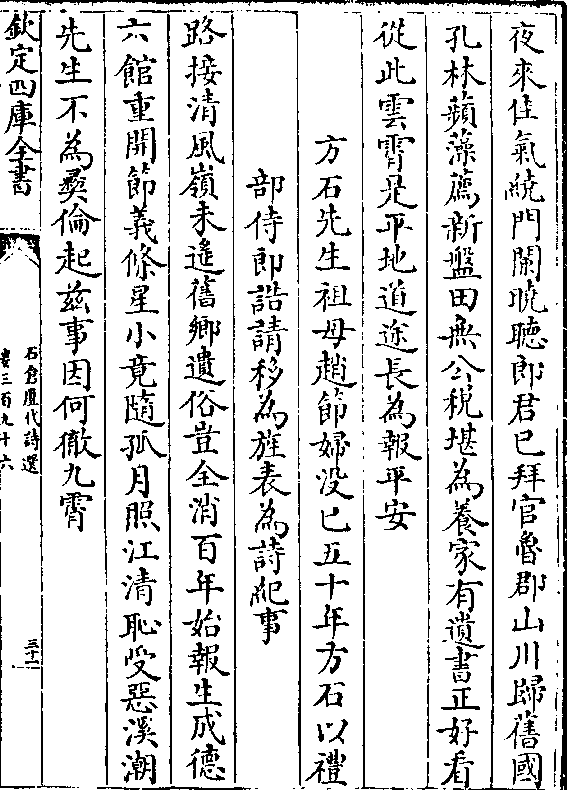 夜來佳氣繞門闌曉聽郎君已拜官魯郡山川歸舊國
孔林蘋藻薦新盤田無公稅堪為養家有遺書正好看
從此雲霄是平地道途長為報平安
方石先生祖母趙節婦没已五十年方石以禮
部侍郎誥請移為旌表為詩紀事
路接清風嶺未遙舊鄉遺俗豈全消百年始報生成德
六館重開節義條星小竟隨孤月照江清恥受惡溪潮
先生不為彛倫起兹事因何徹九霄
欽定四庫全書
石倉歷代詩選
卷三百九十六
三十二